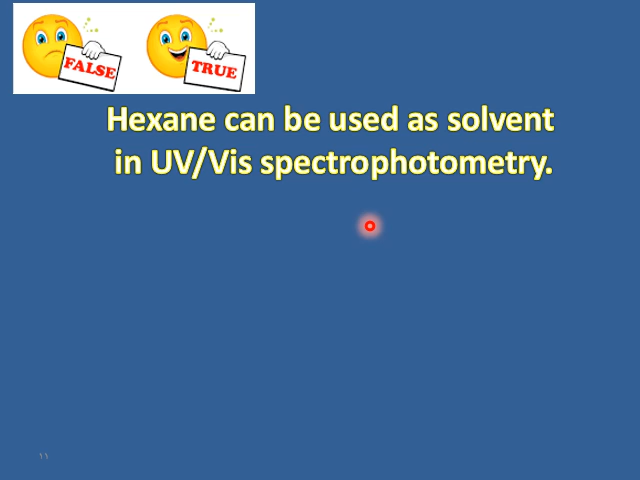 FALSE
TRUE
Hexane can be used as solvent
in UV/Vis spectrophotometry.
١١